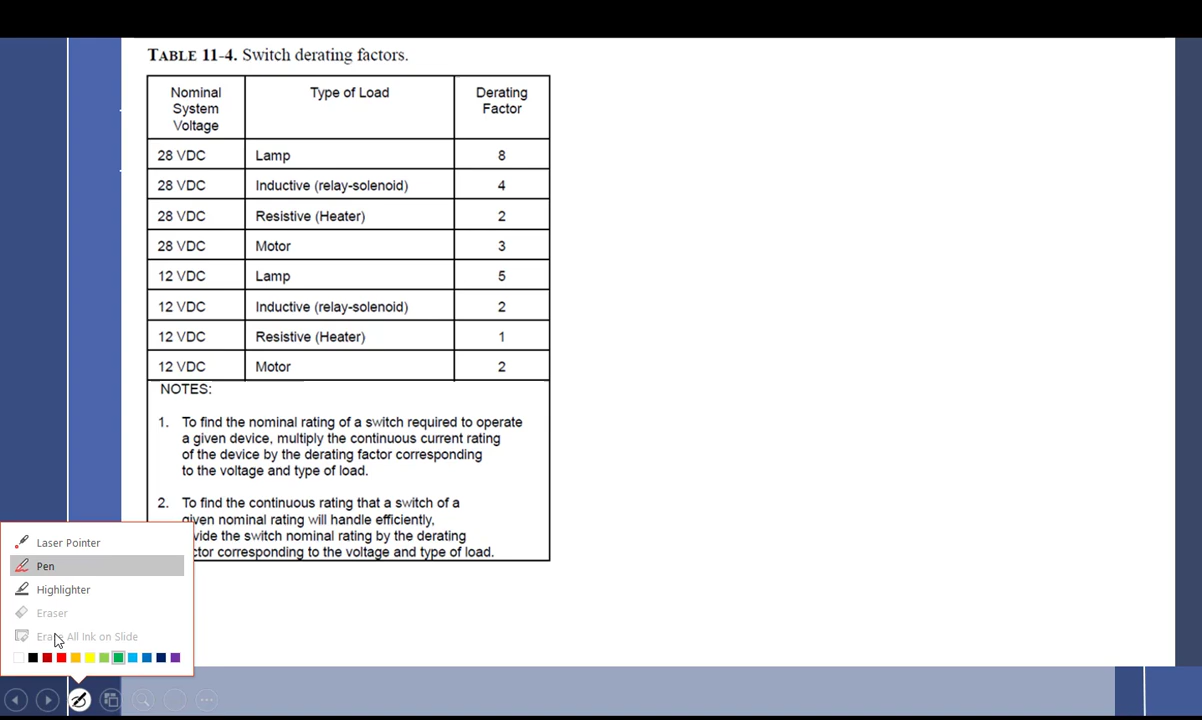 TABLE 11-4. Switch derating factors.
Nominal System Voltage Type of Load Derating Factor
28 VDC Lamp 8
28 VDC Inductive (relay-solenoid) 4
28 VDC Resistive (Heater) 2
28 VDC Motor 3
12 VDC Lamp 5
12 VDC Inductive (relay-solenoid) 2
12 VDC Resistive (Heater) 1
12 VDC Motor 2
NOTES:
1. To find the nominal rating of a switch required to operate
a given device, multiply the continuous current rating
of the device by the derating factor corresponding
to the voltage and type of load.
2. To find the continuous rating that a switch of a
given nominal rating will handle efficiently,
vide the switch nominal rating by the derating
ctor corresponding to the voltage and type of load.
Laser Pointer
Pen
Highlighter
Eraser
Erase All Ink on Slide